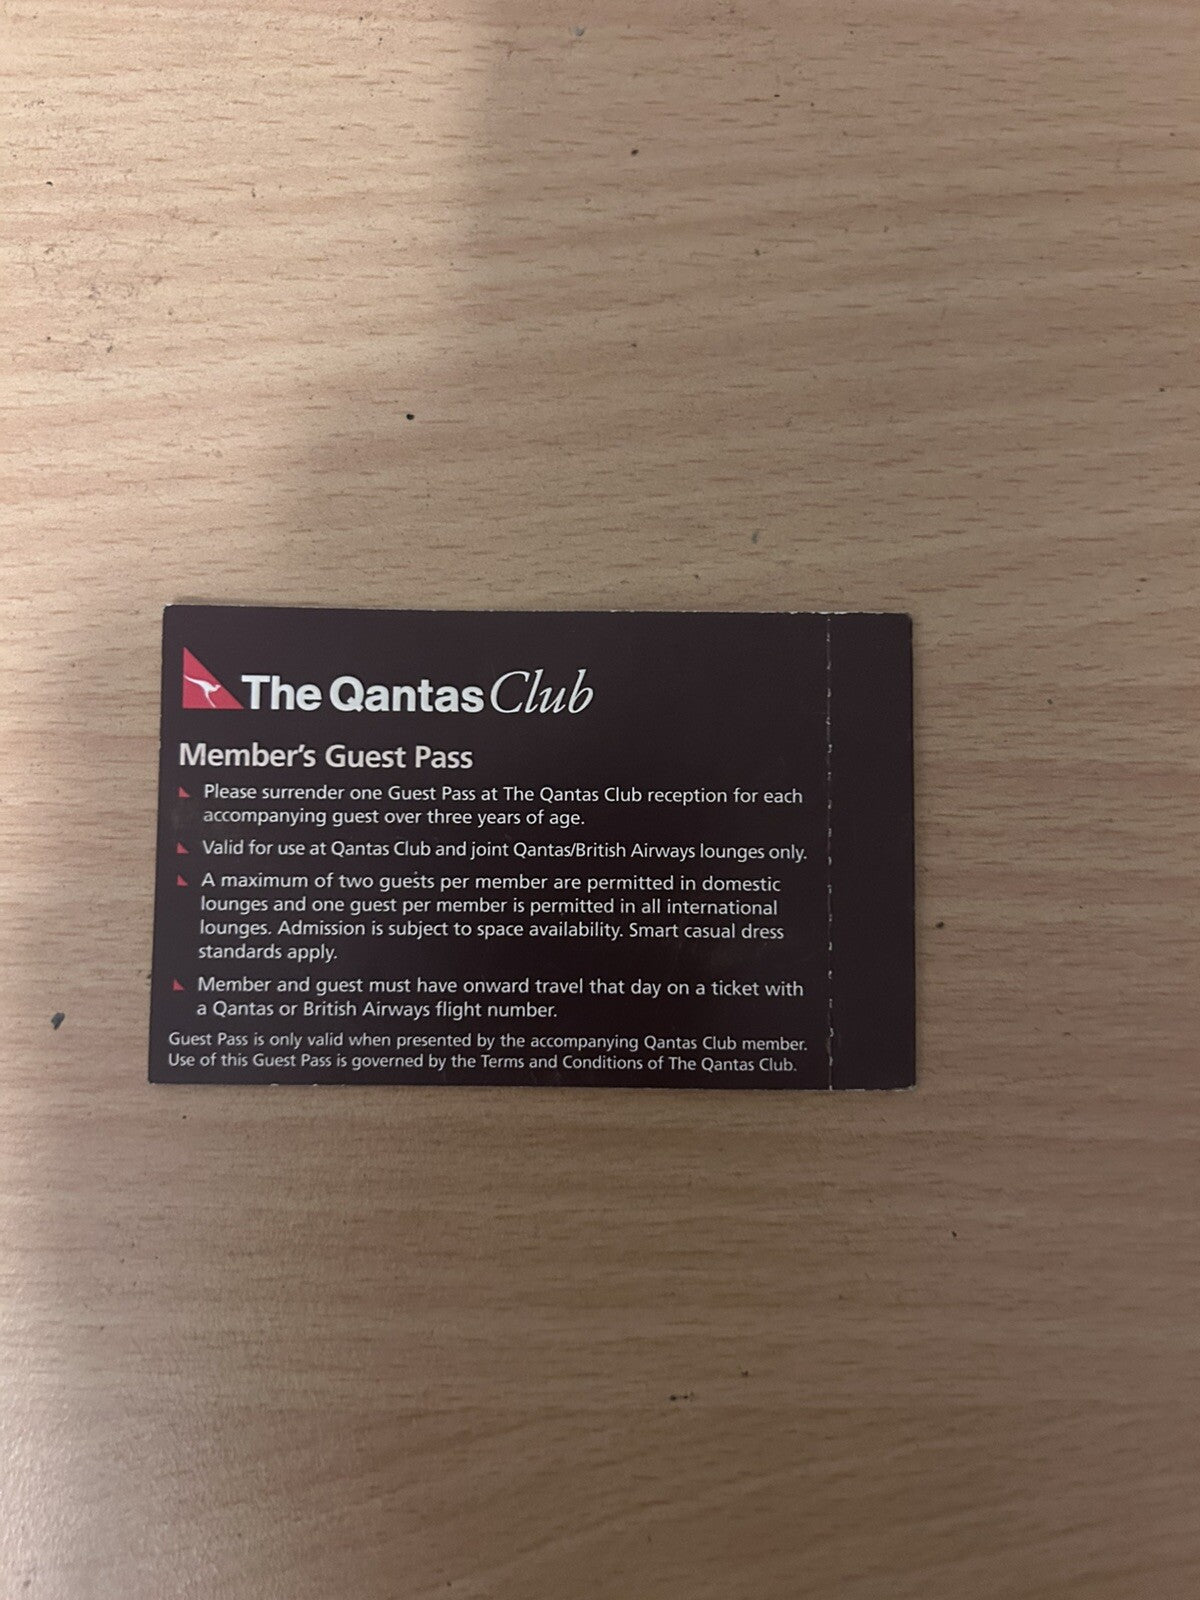 The Qantas Club
Member's Guest Pass
Please surrender one Guest Pass at The Qantas Club reception for each
accompanying guest over three years of age.
Valid for use at Qantas Club and joint Qantas/British Airways lounges only.
A maximum of two guests per member are permitted in domestic
lounges and one guest per member is permitted in all international
lounges. Admission is subject to space availability. Smart casual dress
standards apply.
Member and guest must have onward travel that day on a ticket with
a Qantas or British Airways flight number.
Guest Pass is only valid when presented by the accompanying Qantas Club member.
Use of this Guest Pass is governed by the Terms and Conditions of The Qantas Club.